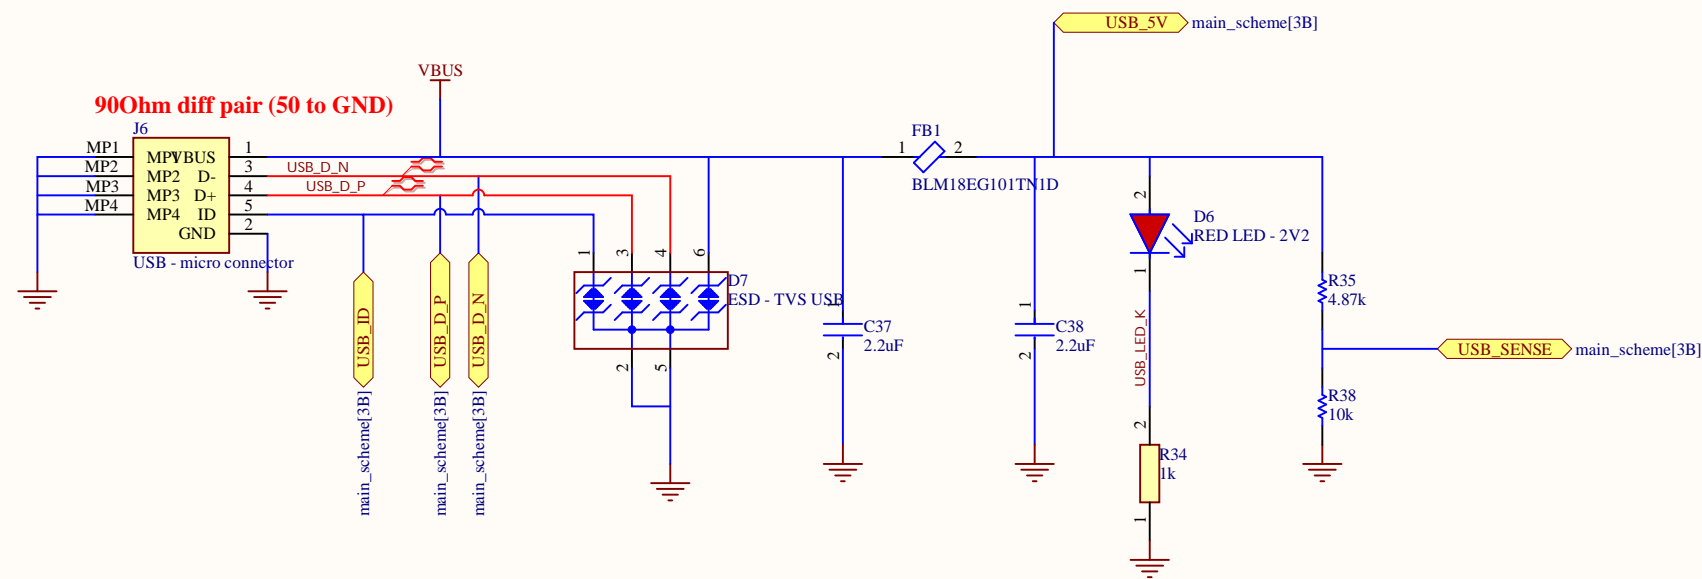 USB_5V main_scheme[3B]
VBUS
90Ohm diff pair (50 to GND)
J6
FB1
MP1 MP1 VBUS 1
MP2 MP2 D- 3
MP3 MP3 D+ 4
MP4 MP4 ID 5
GND 2
USB - micro connector
USB_D_N
USB_D_P
1 2
BLM18EG101TN1D
USB_ID
main_scheme[3B]
USB_D_P
main_scheme[3B]
USB_D_N
main_scheme[3B]
1 3 4 6
D7
ESD - TVS USB
2 5
1
C37
2.2uF
2
1
C38
2.2uF
2
2
D6
RED LED - 2V2
1
USB_LED_K
2
R34
1k
1
R35
4.87k
USB_SENSE main_scheme[3B]
R38
10k